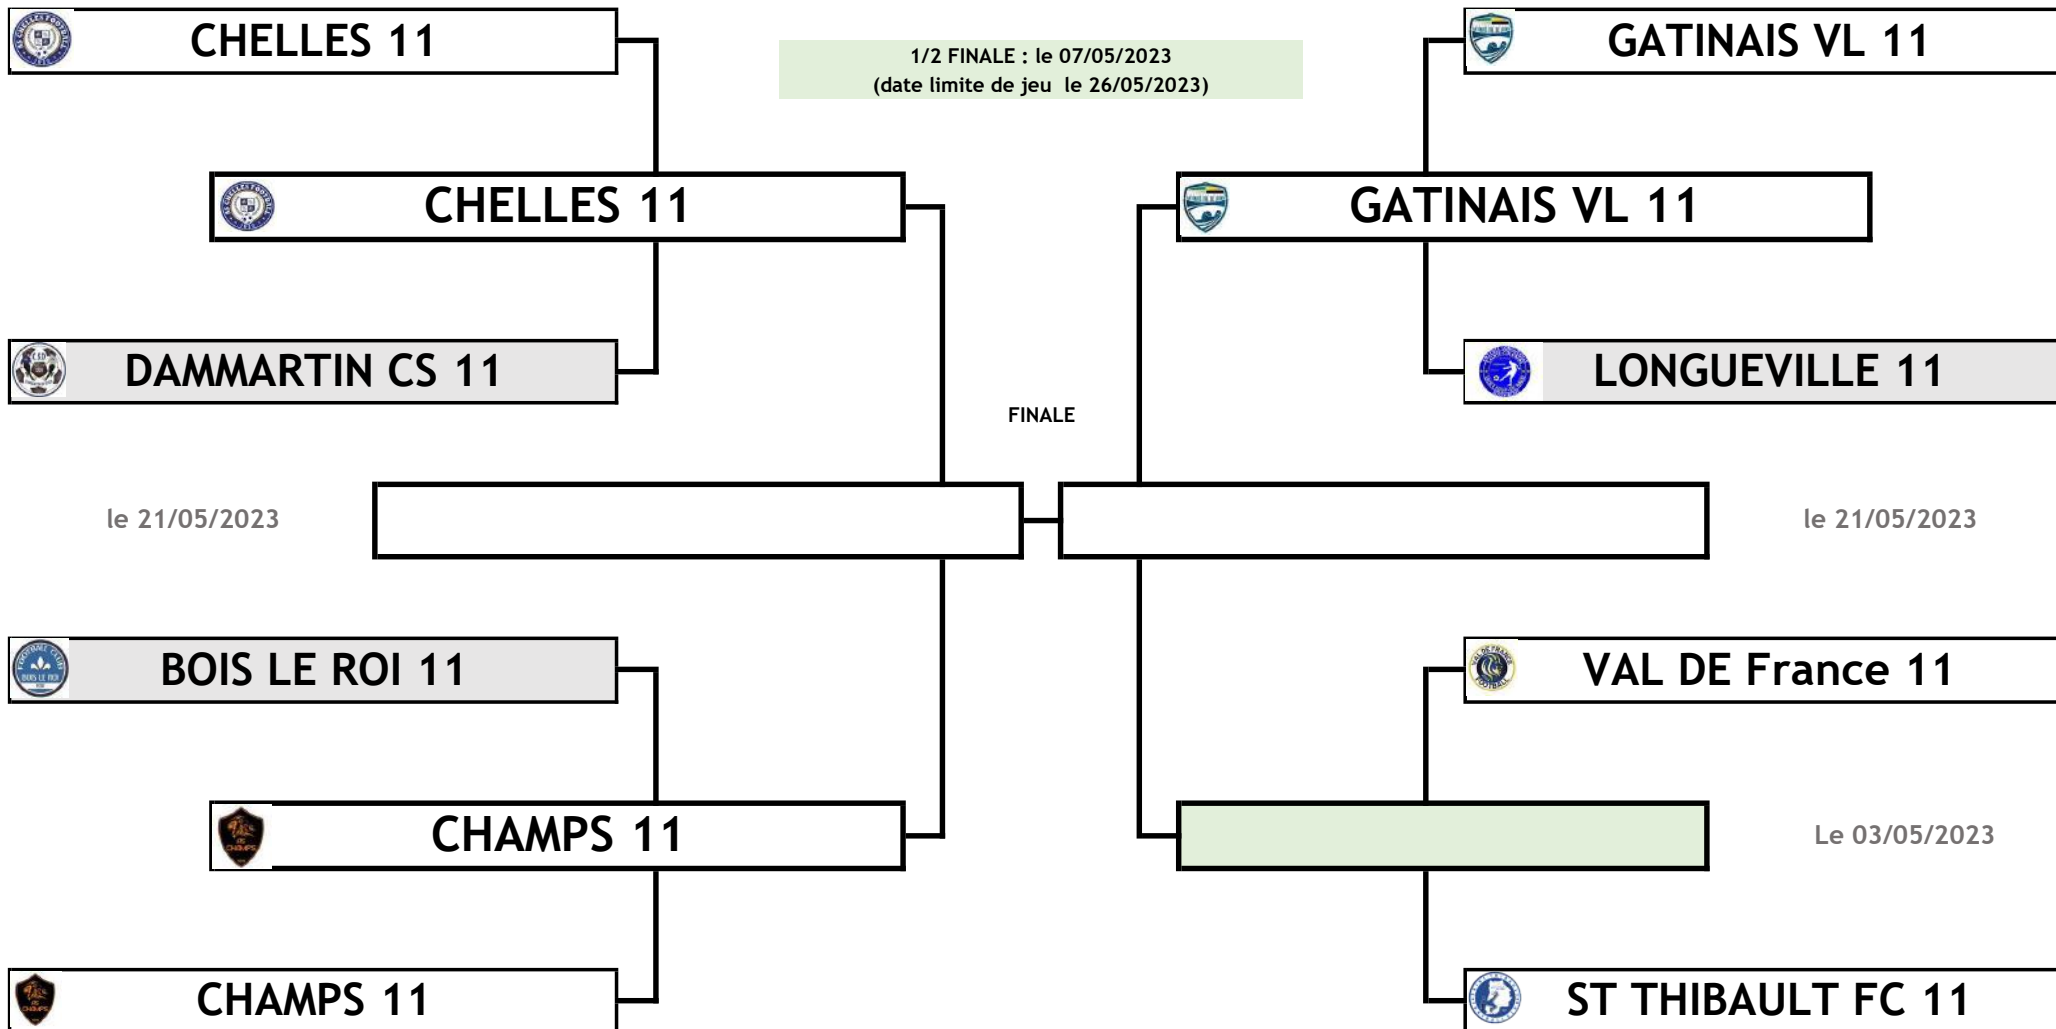 CHELLES 11
1/2 FINALE : le 07/05/2023
(date limite de jeu le 26/05/2023)
GATINAIS VL 11
CHELLES 11
GATINAIS VL 11
DAMMARTIN CS 11
LONGUEVILLE 11
FINALE
le 21/05/2023
le 21/05/2023
BOIS LE ROI 11
VAL DE France 11
CHAMPS 11
Le 03/05/2023
CHAMPS 11
ST THIBAULT FC 11